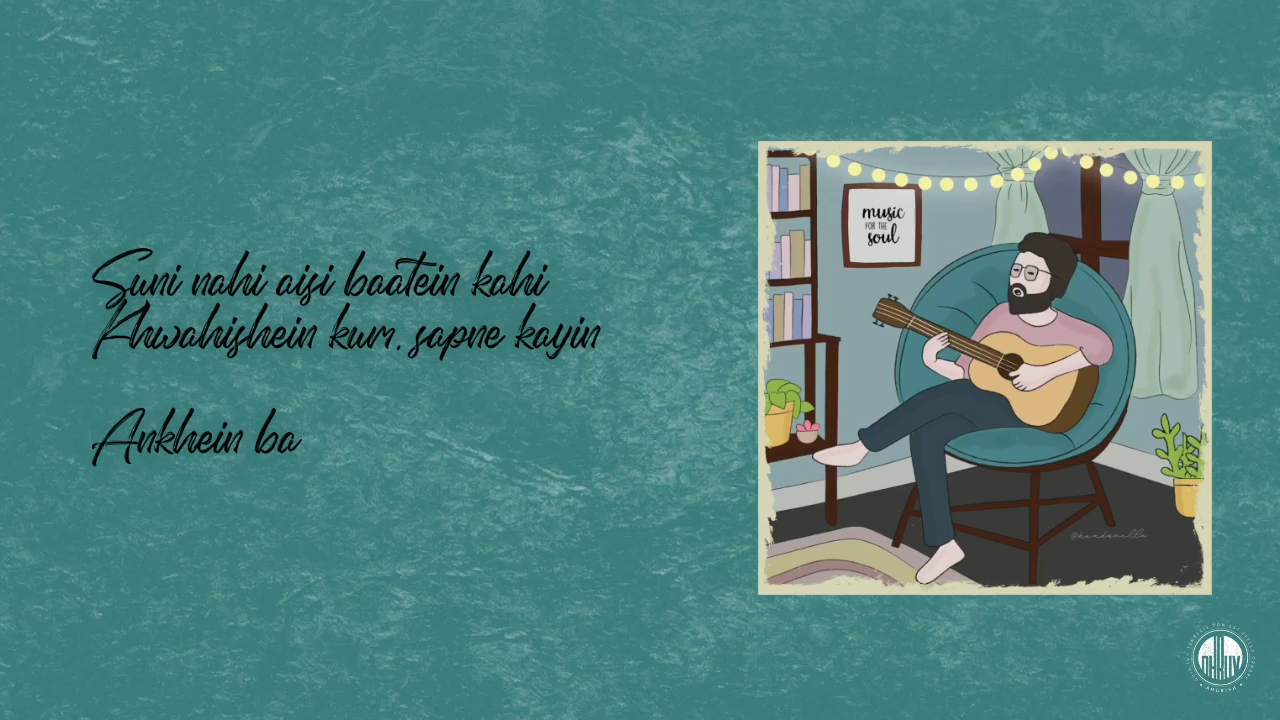 Suni nahi aisi baatein kahi
Khwahishein kum, sapne kayin
Ankhein ba
music
FOR THE
soul